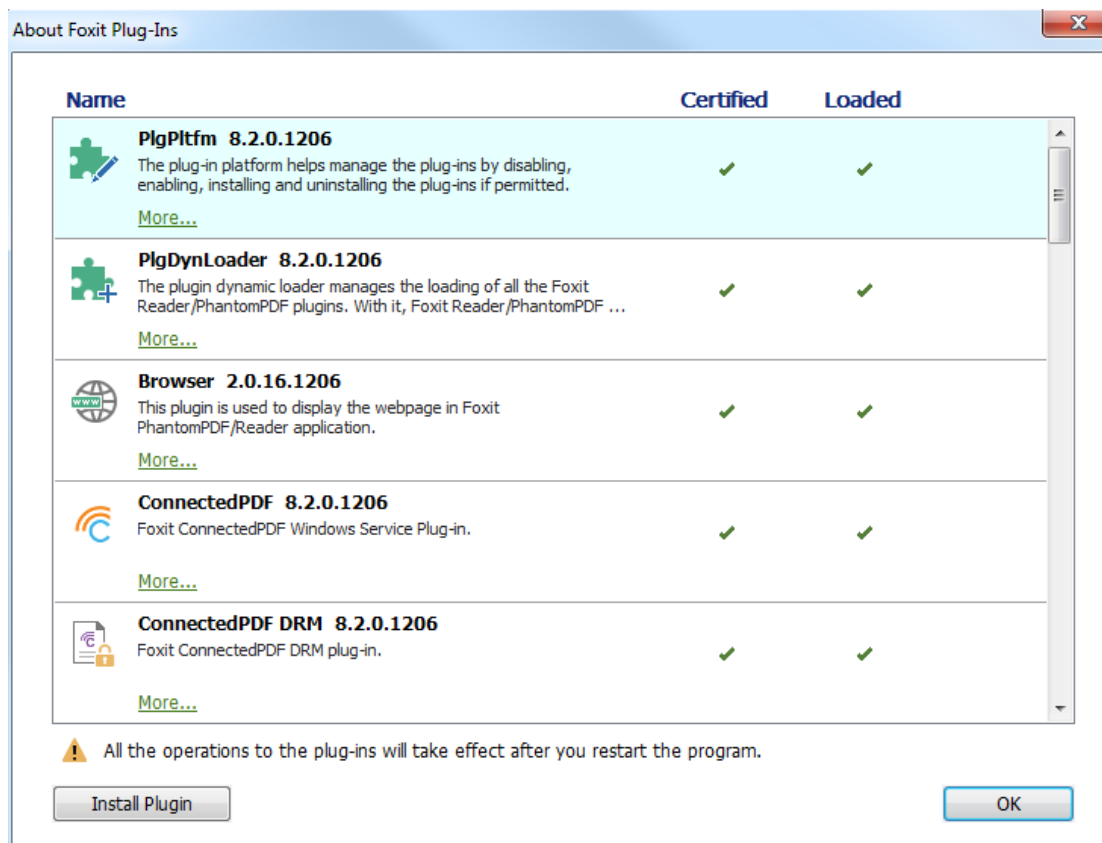 About Foxit Plug-Ins
Name Certified Loaded
PlgPltfm 8.2.0.1206
The plug-in platform helps manage the plug-ins by disabling,
enabling, installing and uninstalling the plug-ins if permitted.
More...
PlgDynLoader 8.2.0.1206
The plugin dynamic loader manages the loading of all the Foxit
Reader/PhantomPDF plugins. With it, Foxit Reader/PhantomPDF ...
More...
www
Browser 2.0.16.1206
This plugin is used to display the webpage in Foxit
PhantomPDF/Reader application.
More...
ConnectedPDF 8.2.0.1206
Foxit ConnectedPDF Windows Service Plug-in.
More...
ConnectedPDF DRM 8.2.0.1206
Foxit ConnectedPDF DRM plug-in.
More...
All the operations to the plug-ins will take effect after you restart the program.
Install Plugin OK